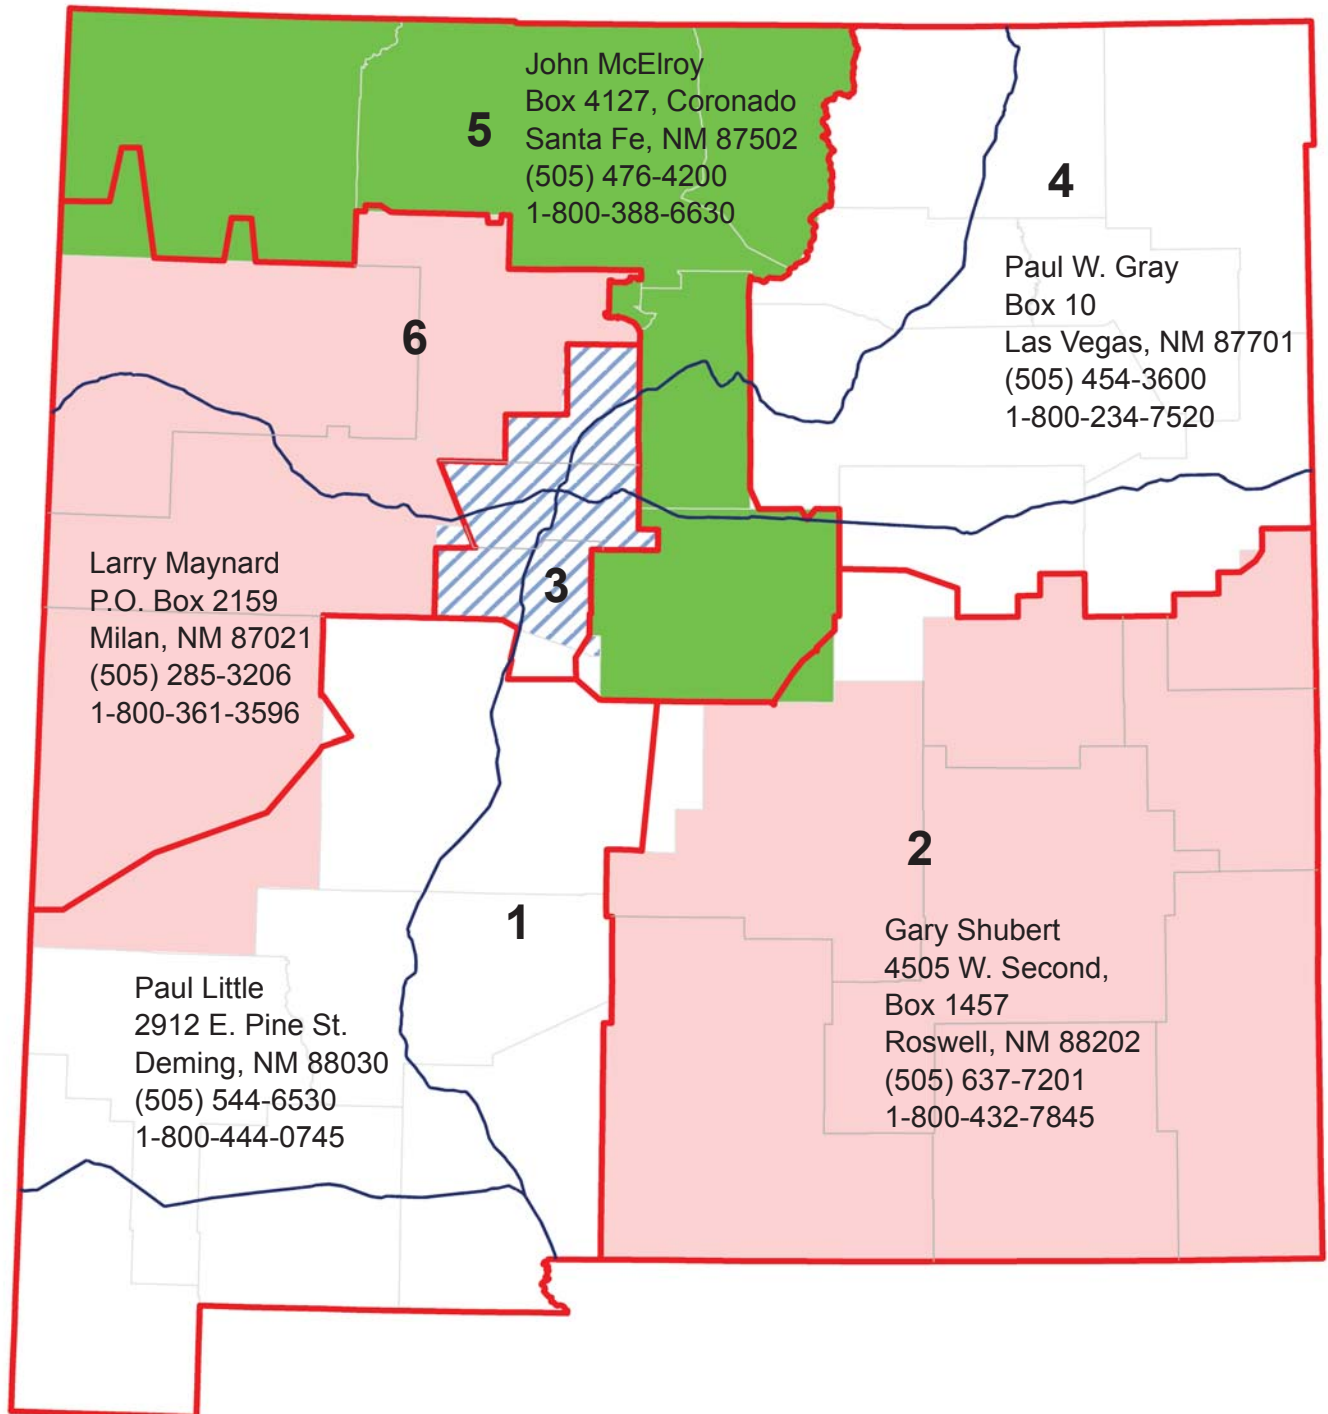 John McElroy
Box 4127, Coronado
Santa Fe, NM 87502
(505) 476-4200
1-800-388-6630
5
4
Paul W. Gray
Box 10
Las Vegas, NM 87701
(505) 454-3600
1-800-234-7520
6
3
Larry Maynard
P.O. Box 2159
Milan, NM 87021
(505) 285-3206
1-800-361-3596
2
Gary Shubert
4505 W. Second,
Box 1457
Roswell, NM 88202
(505) 637-7201
1-800-432-7845
1
Paul Little
2912 E. Pine St.
Deming, NM 88030
(505) 544-6530
1-800-444-0745